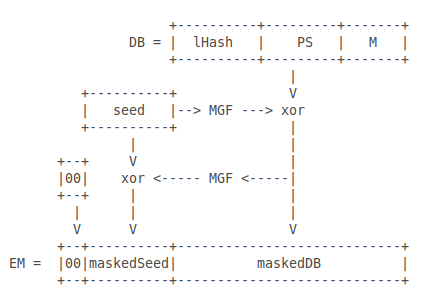 +----------+---------+-------+
       DB = |  lHash   |    PS   |   M   |
            +----------+---------+-------+
                           |
 +----------+              V
 |   seed   |--> MGF ---> xor
 +----------+              |
       |                   |
+--+   V                   |
|00|  xor <----- MGF <-----|
+--+   |                   |
  |    |                   |
  V    V                   V
+--+----------+----------------------------+
EM = |00|maskedSeed|          maskedDB          |
+--+----------+----------------------------+